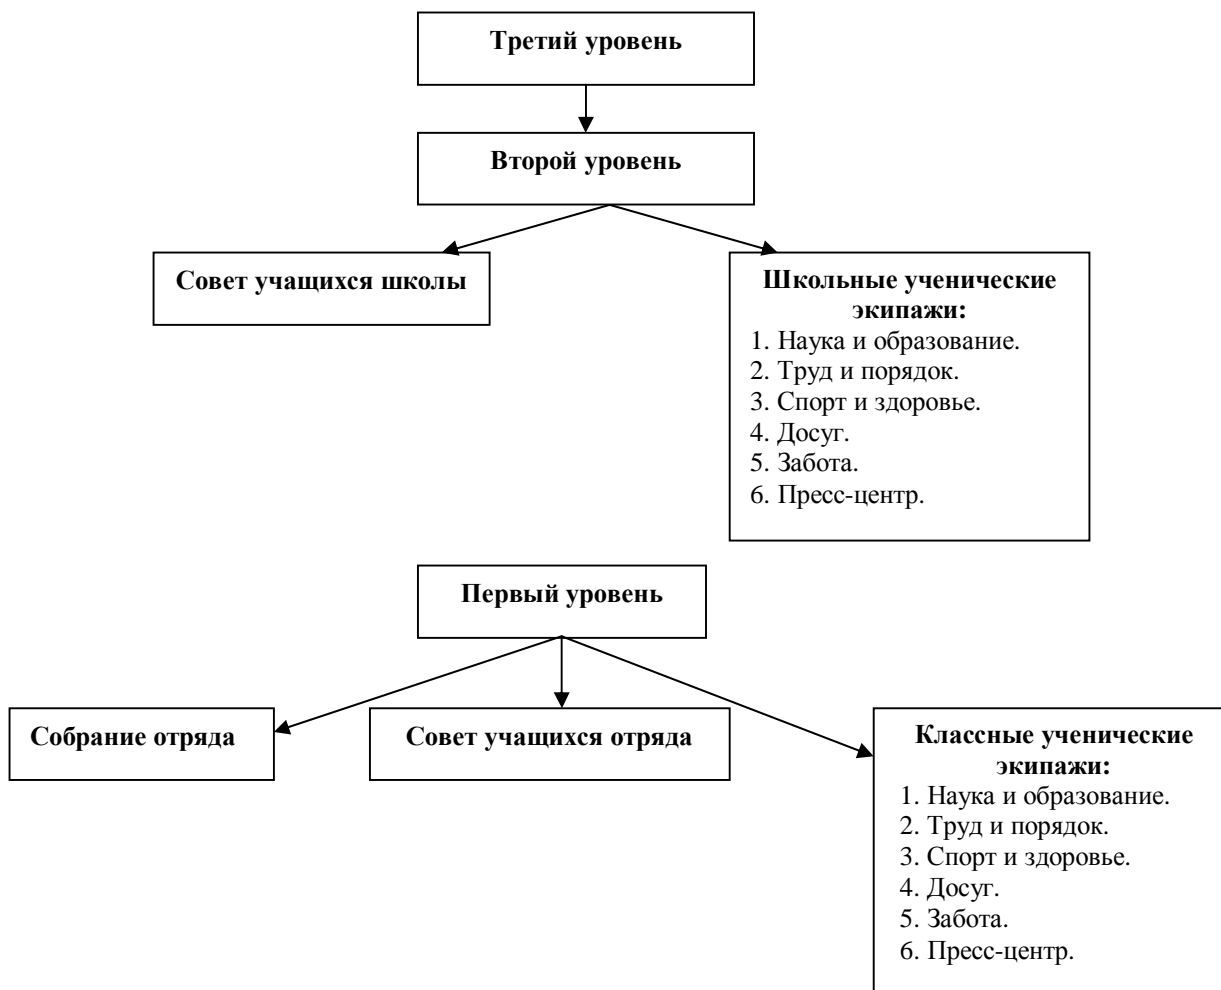 Третий уровень
Второй уровень
Совет учащихся школы
Школьные ученические
экипажи:
1. Наука и образование.
2. Труд и порядок.
3. Спорт и здоровье.
4. Досуг.
5. Забота.
6. Пресс-центр.
Первый уровень
Собрание отряда
Совет учащихся отряда
Классные ученические
экипажи:
1. Наука и образование.
2. Труд и порядок.
3. Спорт и здоровье.
4. Досуг.
5. Забота.
6. Пресс-центр.